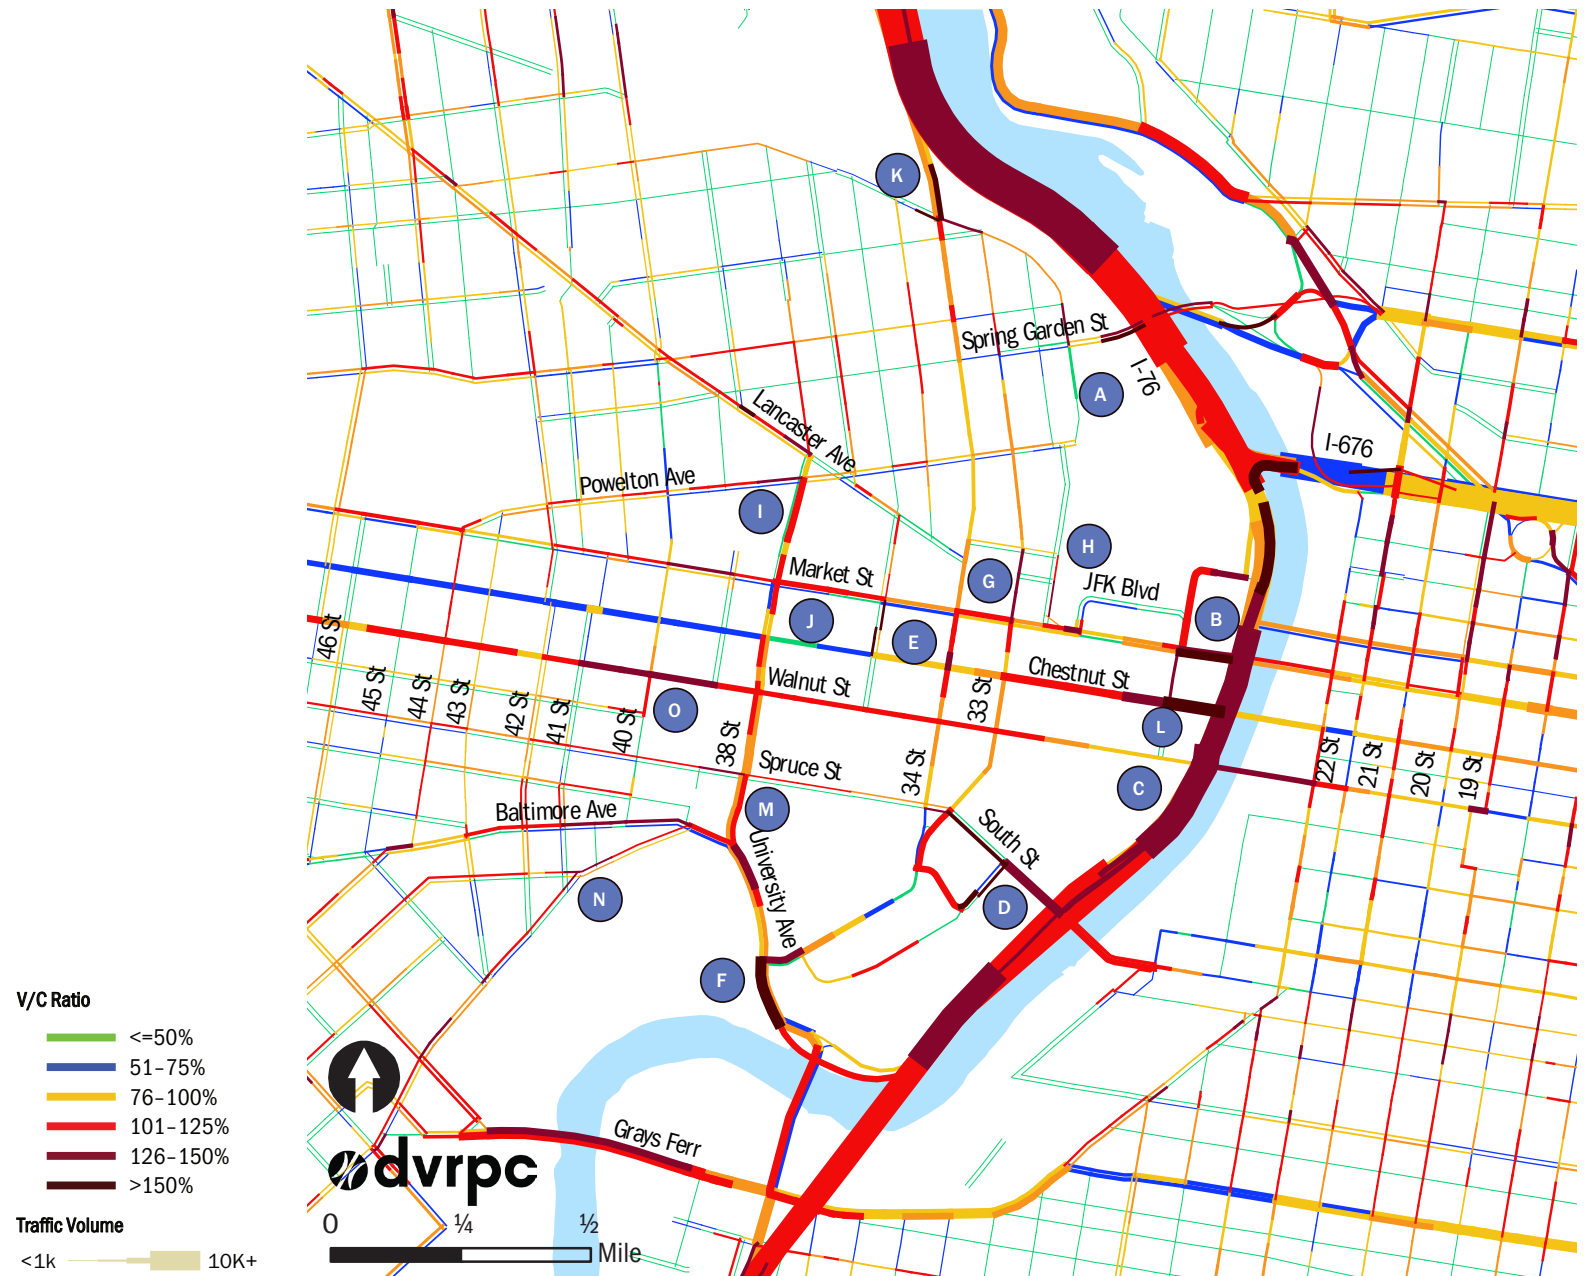 K
Spring Garden St
I-76
A
Lancaster Ave
I-676
Powelton Ave
I
H
Market St
G
JFK Blvd
J
B
E
46 St
Chestnut St
Walnut St
45 St
44 St
43 St
42 St
41 St
40 St
O
33 St
L
38 St
Spruce St
34 St
22 St
21 St
20 St
19 St
C
Baltimore Ave
M
South St
University Ave
N
D
F
V/C Ratio
<=50%
51-75%
76-100%
101-125%
126-150%
>150%
Grays Ferr
dvrpc
Traffic Volume
<1k
10K+
0
¼
½
Mile